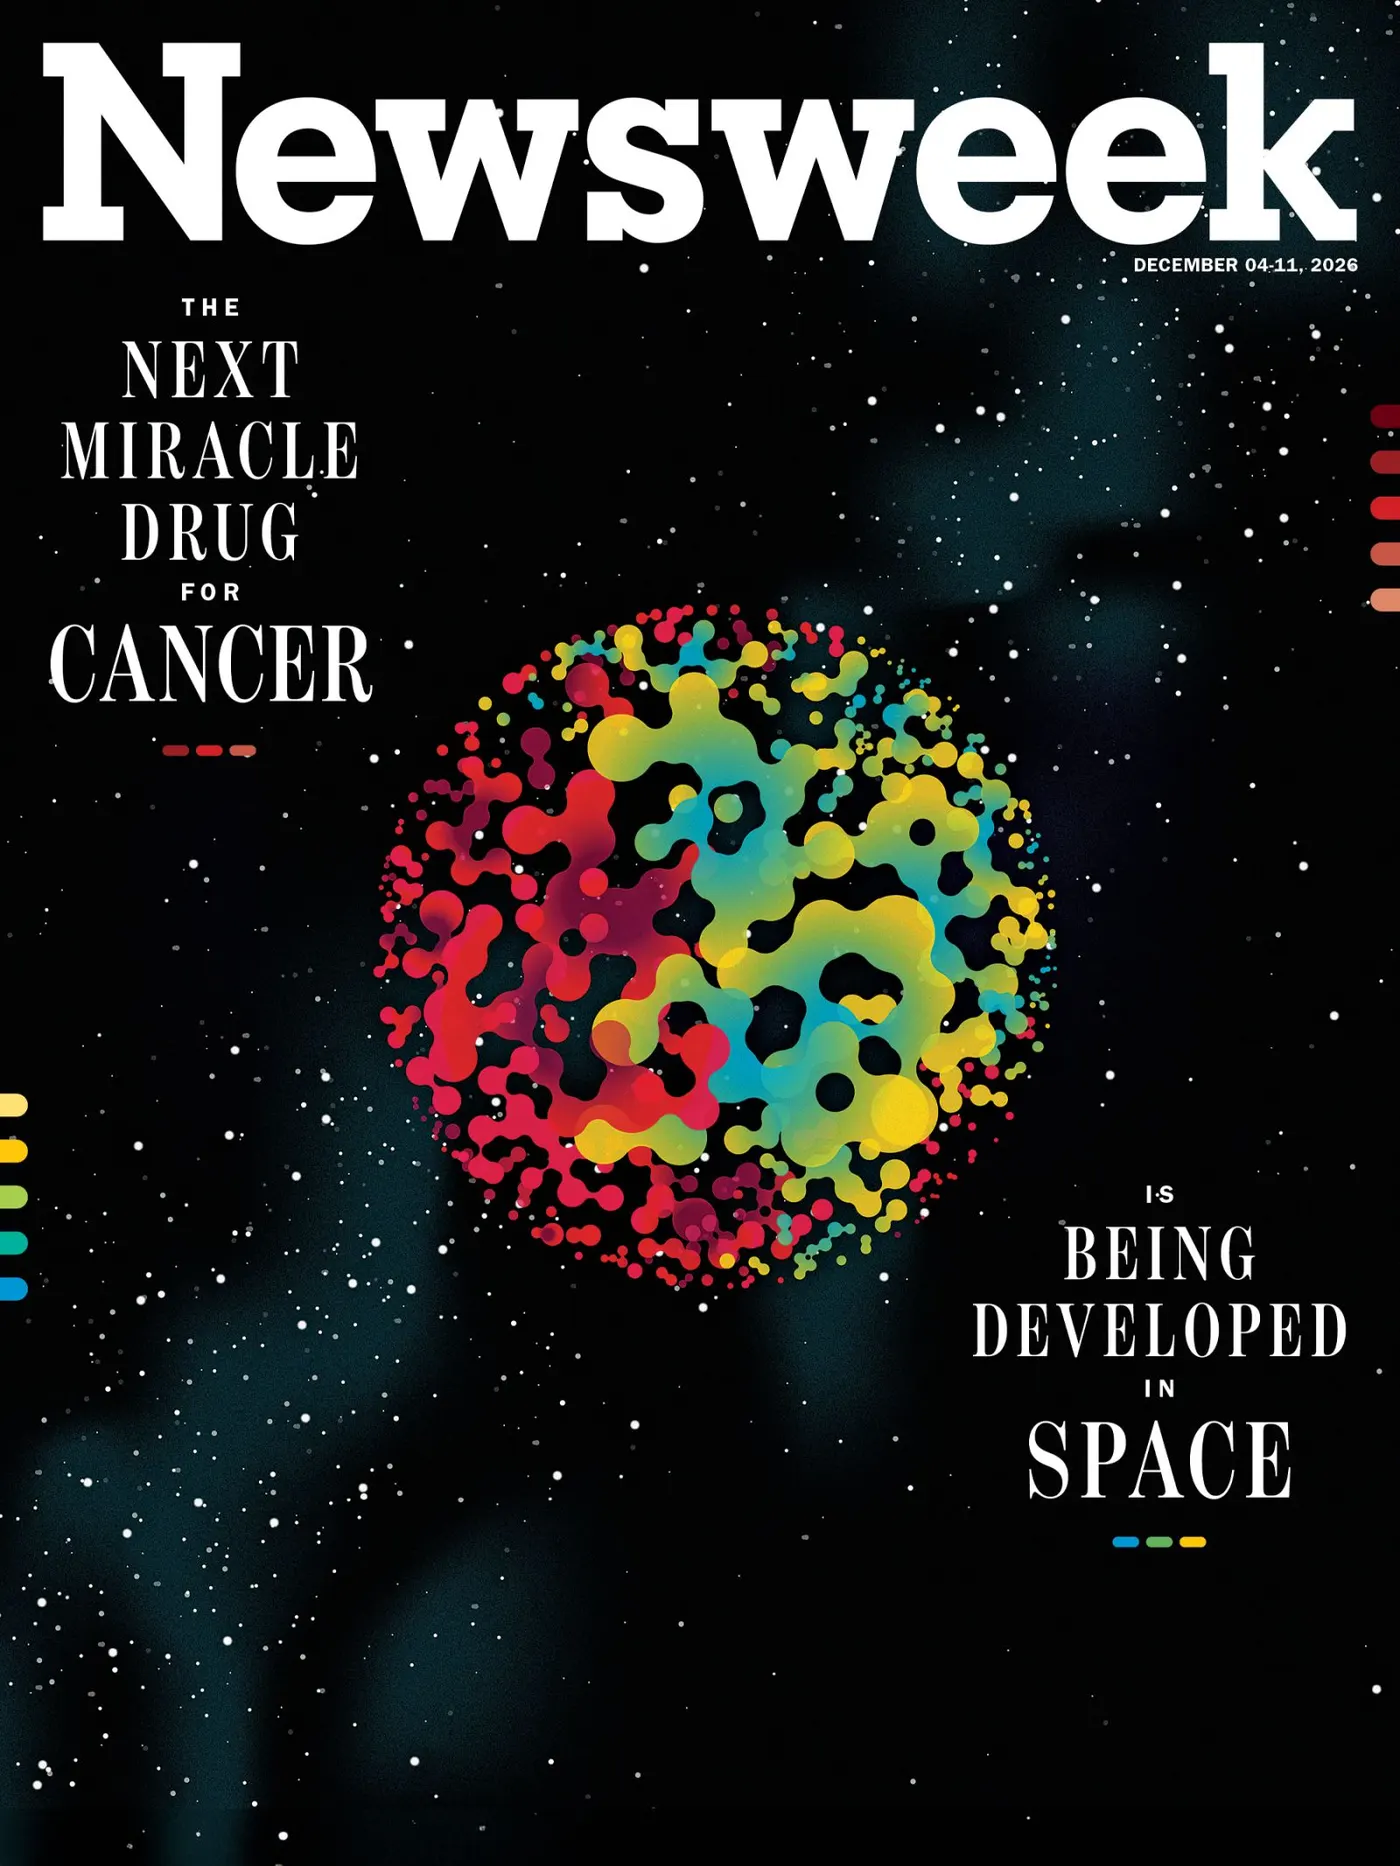 Newsweek
DECEMBER 04-11, 2026
THE
NEXT
MIRACLE
DRUG
FOR
CANCER
IS
BEING
DEVELOPED
IN
SPACE